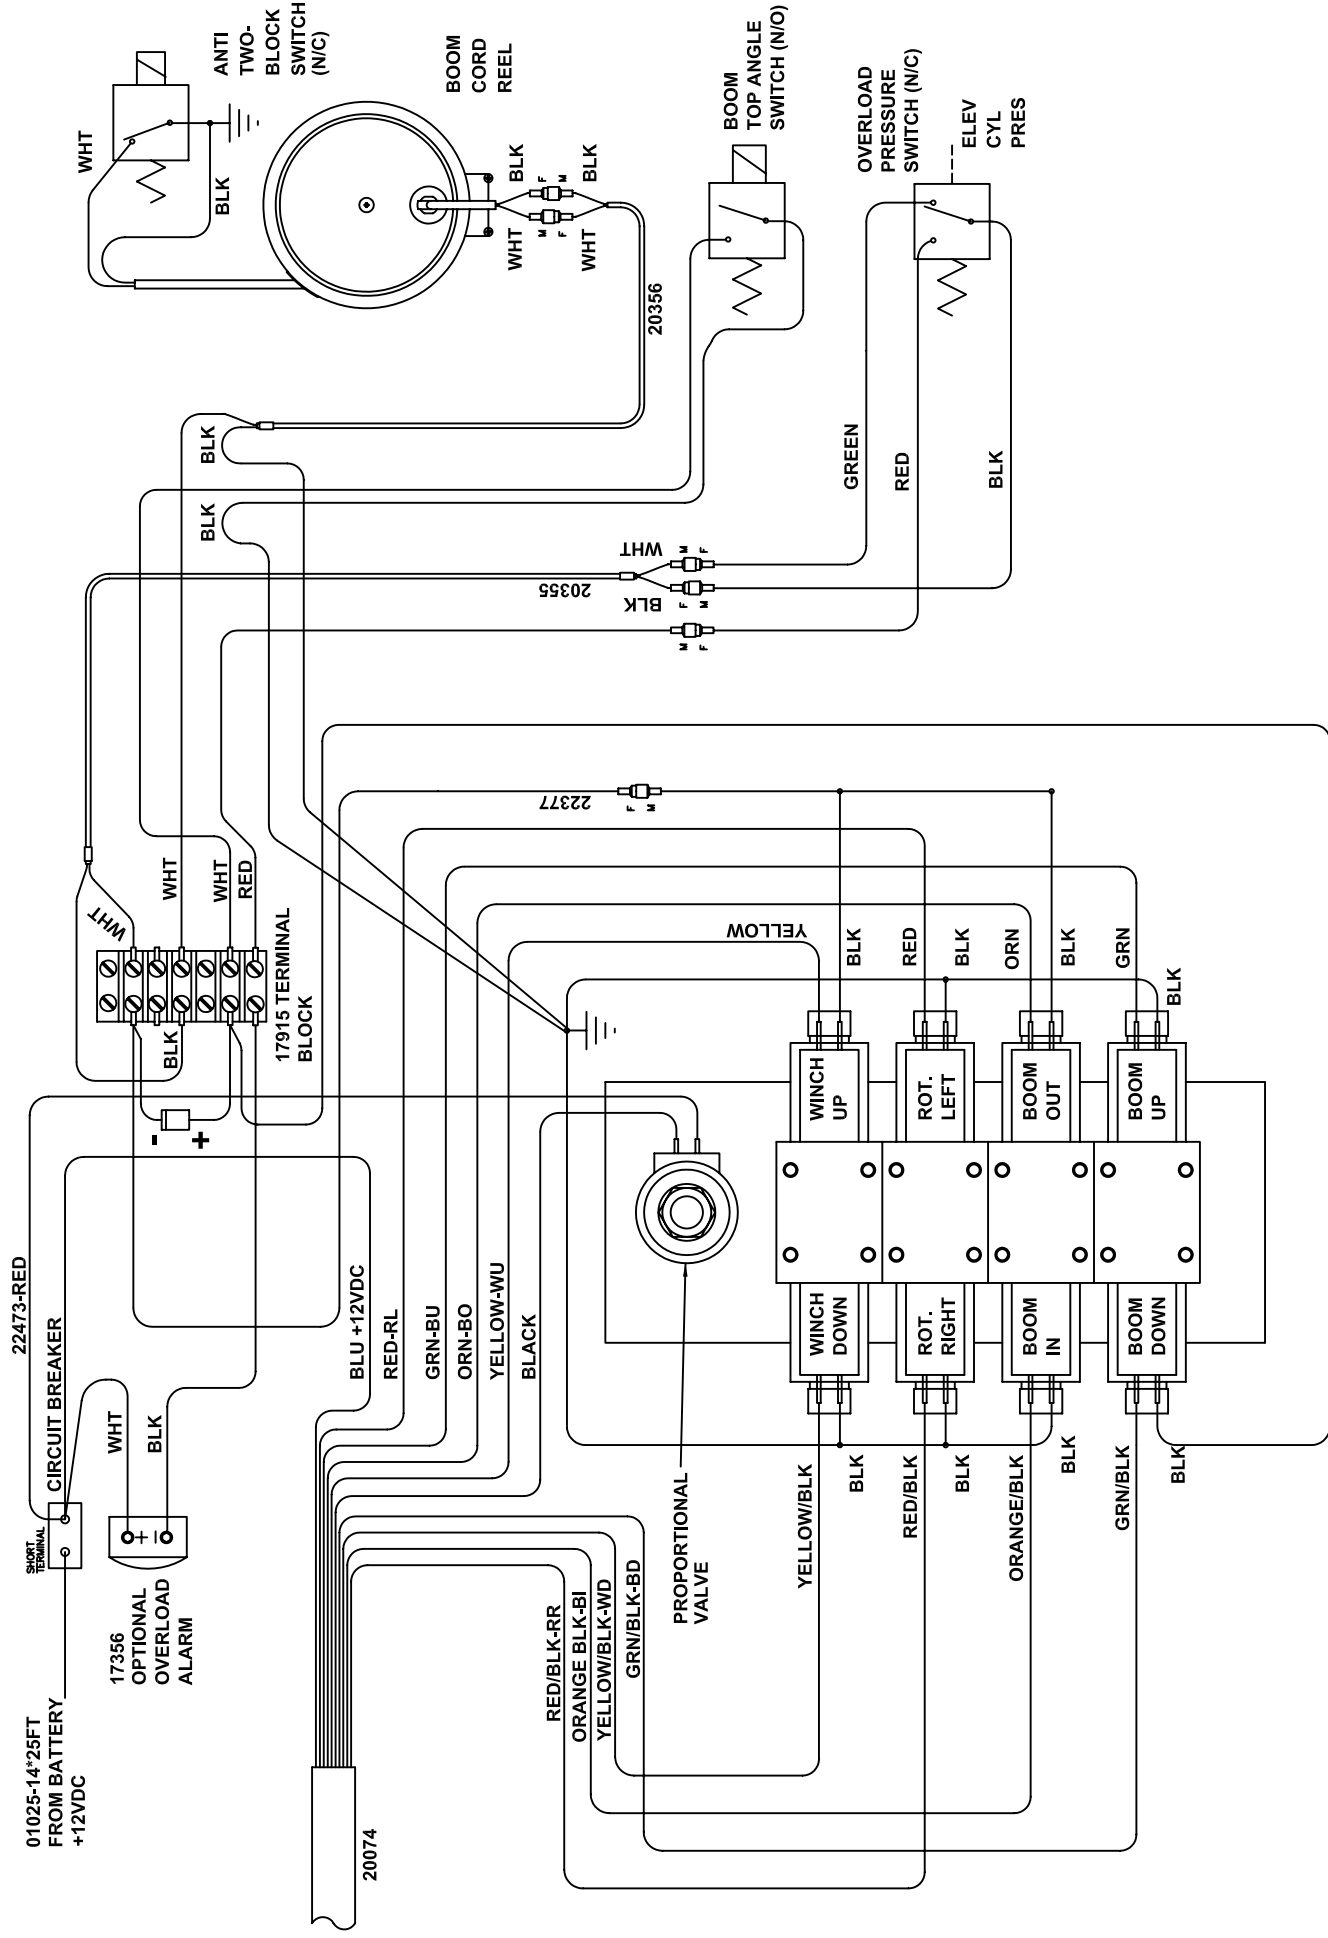 ANTI
TWO-
BLOCK
SWITCH
(N/C)
WHT
BLK
BOOM
CORD
REEL
BLK
BLK
WHT
WHT
F
M
M
F
20356
BOOM
TOP ANGLE
SWITCH (N/O)
OVERLOAD
PRESSURE
SWITCH (N/C)
ELEV
CYL
PRES
BLK
BLK
GREEN
RED
BLK
WHT
20355
BLK
M
F
F
M
M
F
22377
F
M
WHT
WHT
WHT
RED
BLK
17915 TERMINAL
BLOCK
-
+
YELLOW
BLK
RED
BLK
ORN
BLK
GRN
BLK
WINCH
UP
ROT.
LEFT
BOOM
OUT
BOOM
UP
WINCH
DOWN
ROT.
RIGHT
BOOM
IN
BOOM
DOWN
22473-RED
CIRCUIT BREAKER
SHORT
TERMINAL
WHT
BLK
+
-
17356
OPTIONAL
OVERLOAD
ALARM
01025-14*25FT
FROM BATTERY
+12VDC
BLU +12VDC
RED-RL
GRN-BU
ORN-BO
YELLOW-WU
BLACK
PROPORTIONAL
VALVE
YELLOW/BLK
BLK
RED/BLK
BLK
ORANGE/BLK
BLK
GRN/BLK
BLK
RED/BLK-RR
ORANGE BLK-BI
YELLOW/BLK-WD
GRN/BLK-BD
20074